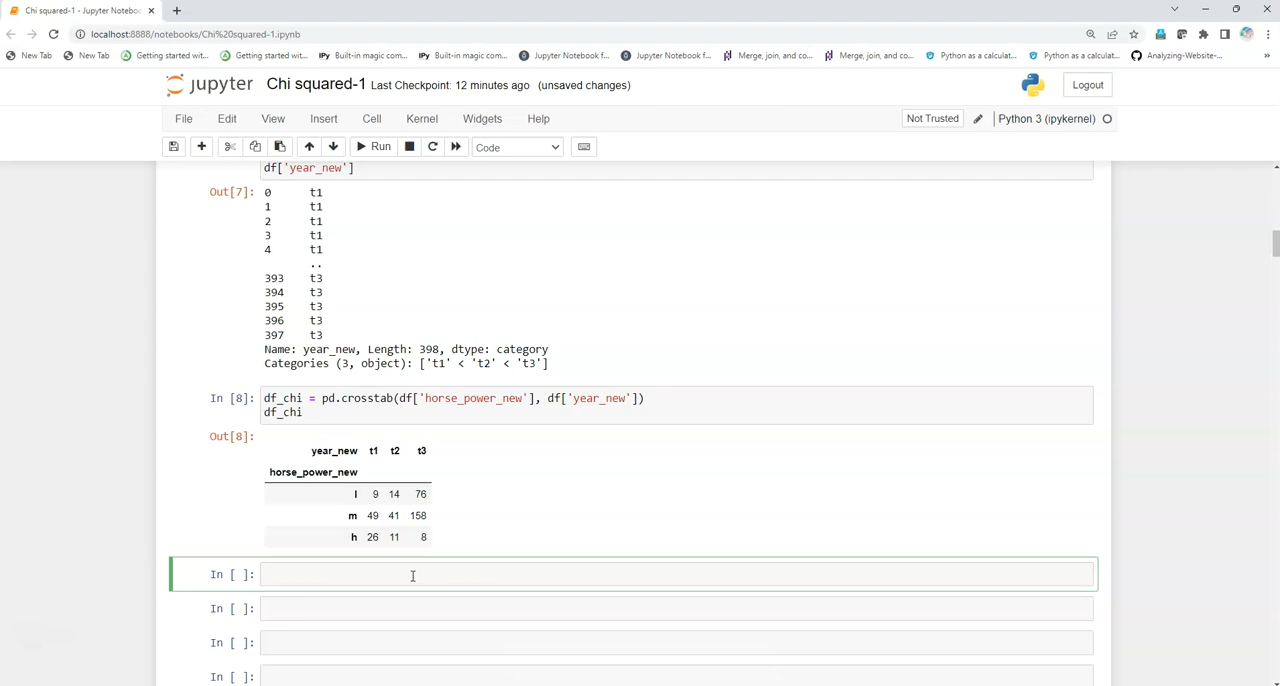 Chi squared-1 - Jupyter Noteboo
localhost:8888/notebooks/Chi%20squared-1.ipynb
New Tab New Tab Getting started wit... Getting started wit... IPy Built-in magic com... IPy Built-in magic com... Jupyter Notebook f... Jupyter Notebook f... Merge, join, and co... Merge, join, and co... Python as a calculat... Python as a calculat... Analyzing-Website-... »
jupyter Chi squared-1 Last Checkpoint: 12 minutes ago (unsaved changes) Logout
File Edit View Insert Cell Kernel Widgets Help Not Trusted Python 3 (ipykernel)
Run Code
df['year_new']
Out[7]: 0 t1
1 t1
2 t1
3 t1
4 t1
..
393 t3
394 t3
395 t3
396 t3
397 t3
Name: year_new, Length: 398, dtype: category
Categories (3, object): ['t1' < 't2' < 't3']
In [8]: df_chi = pd.crosstab(df['horse_power_new'], df['year_new'])
df_chi
Out[8]:
year_new t1 t2 t3
horse_power_new
l 9 14 76
m 49 41 158
h 26 11 8
In [ ]:
In [ ]:
In [ ]:
In [ ]: